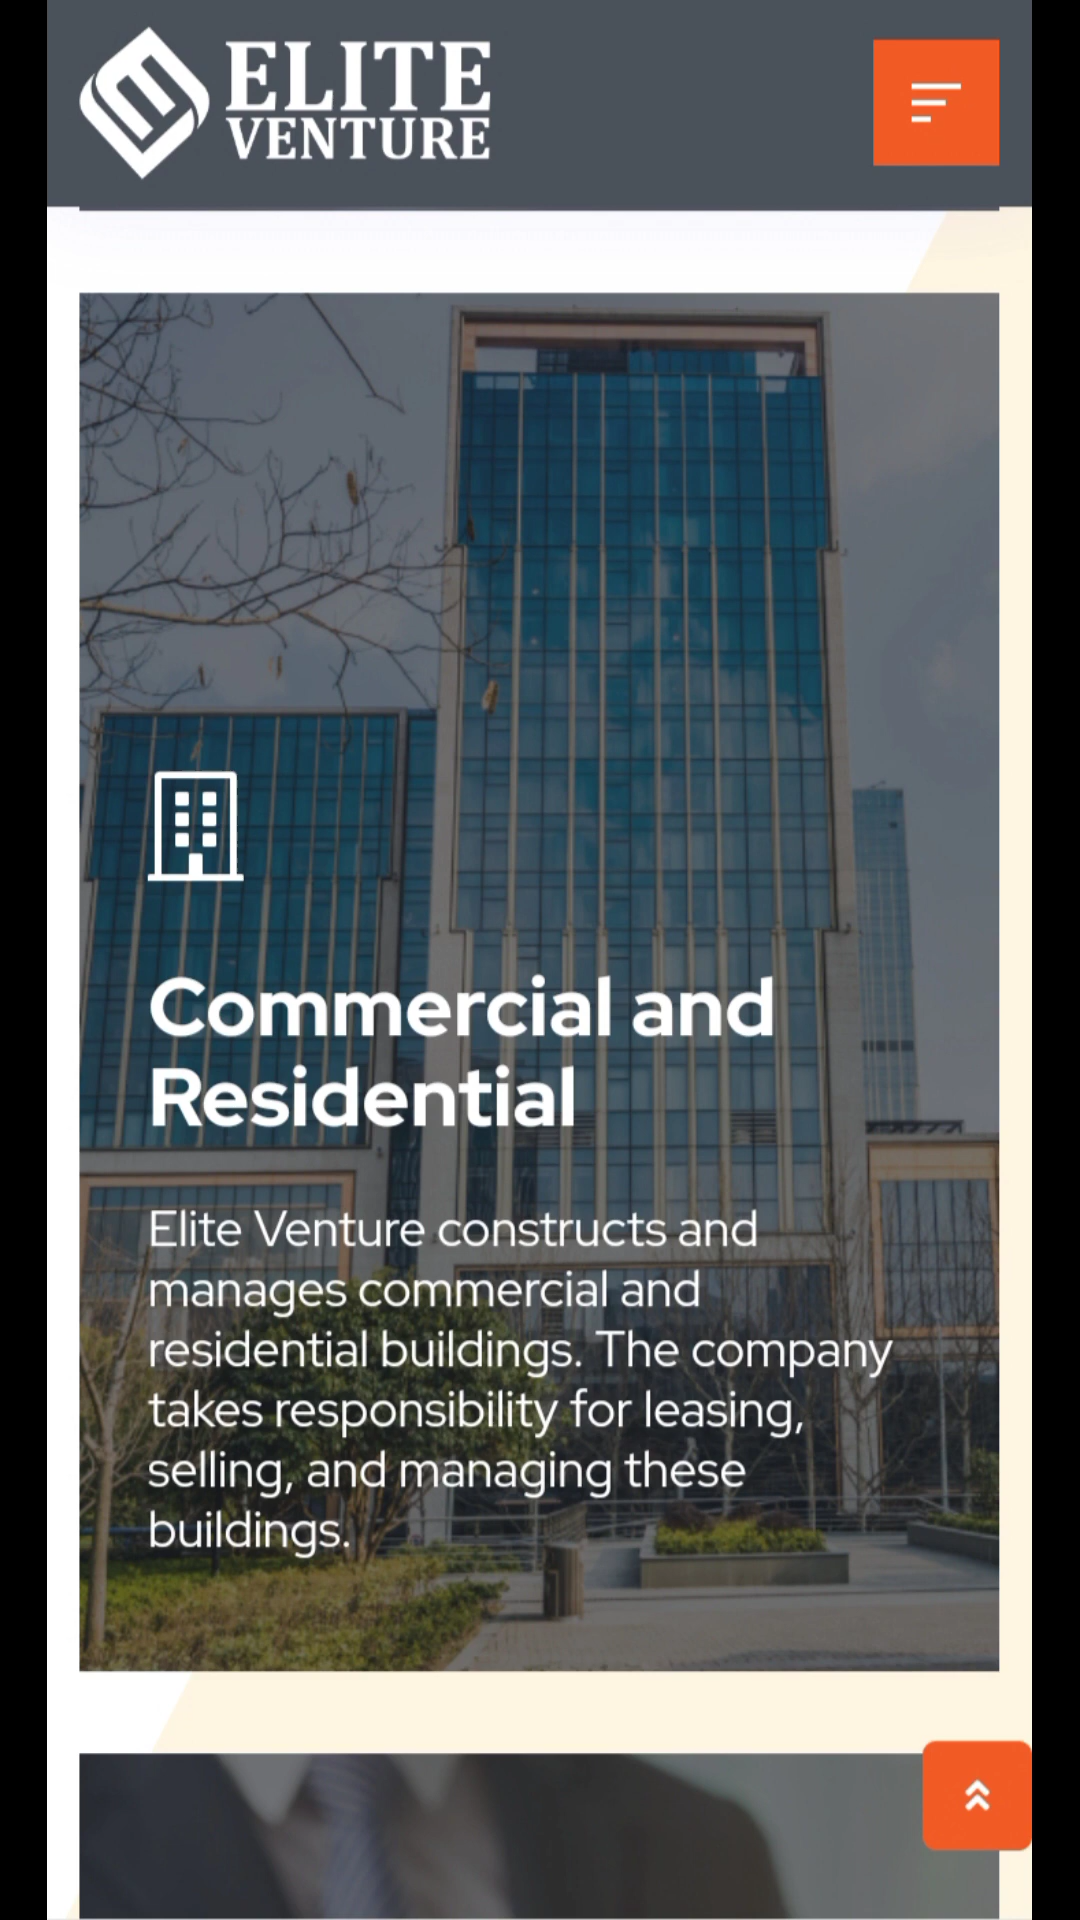 ELITE
VENTURE
Commercial and
Residential
Elite Venture constructs and
manages commercial and
residential buildings. The company
takes responsibility for leasing,
selling, and managing these
buildings.